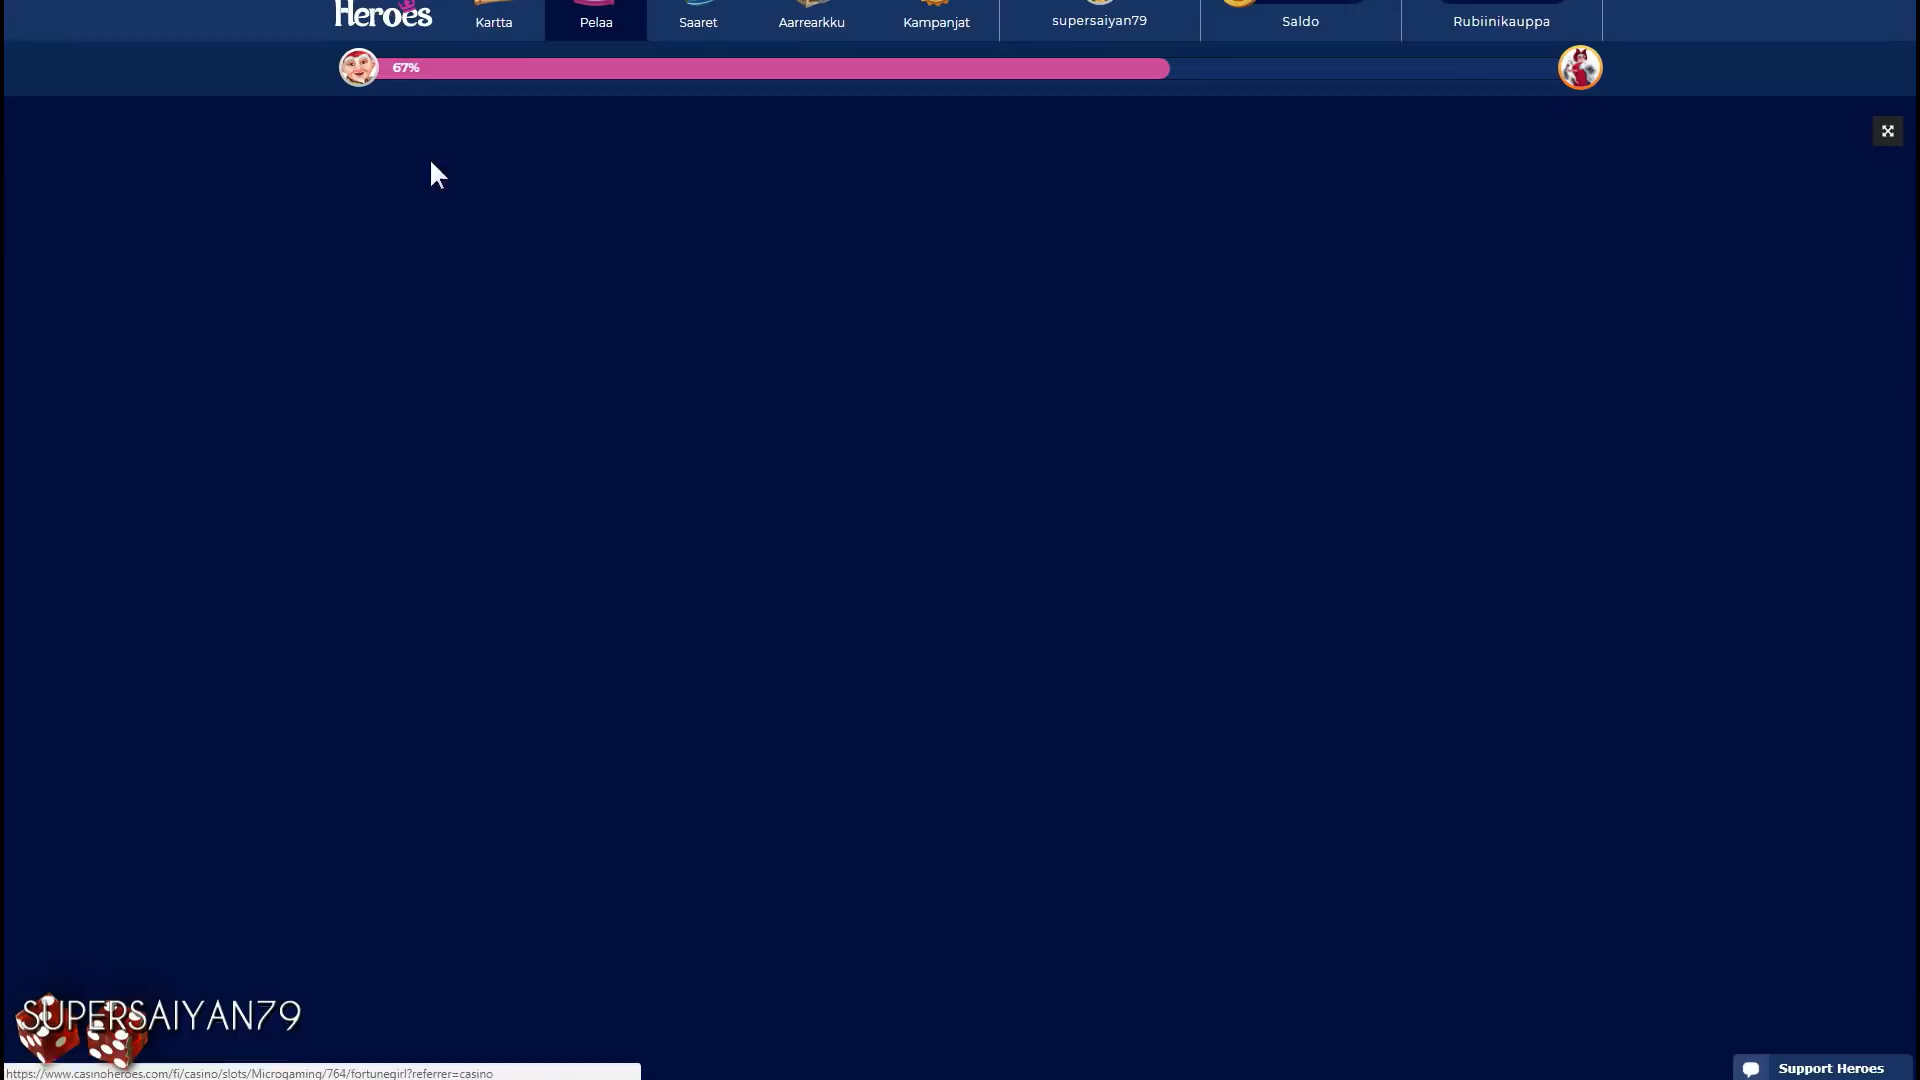 Heroes
Kartta
Pelaa
Saaret
Aarrearkku
Kampanjat
supersaiyan79
Saldo
Rubiinikauppa
67%
SUPERSAIYAN79
https://www.casinoheroes.com/fi/casino/slots/Microgaming/764/fortunegirl?referrer=casino
Support Heroes